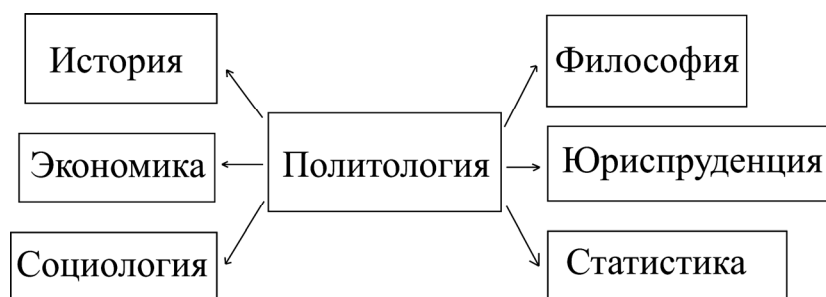 История
Философия
Экономика
Политология
Юриспруденция
Социология
Статистика